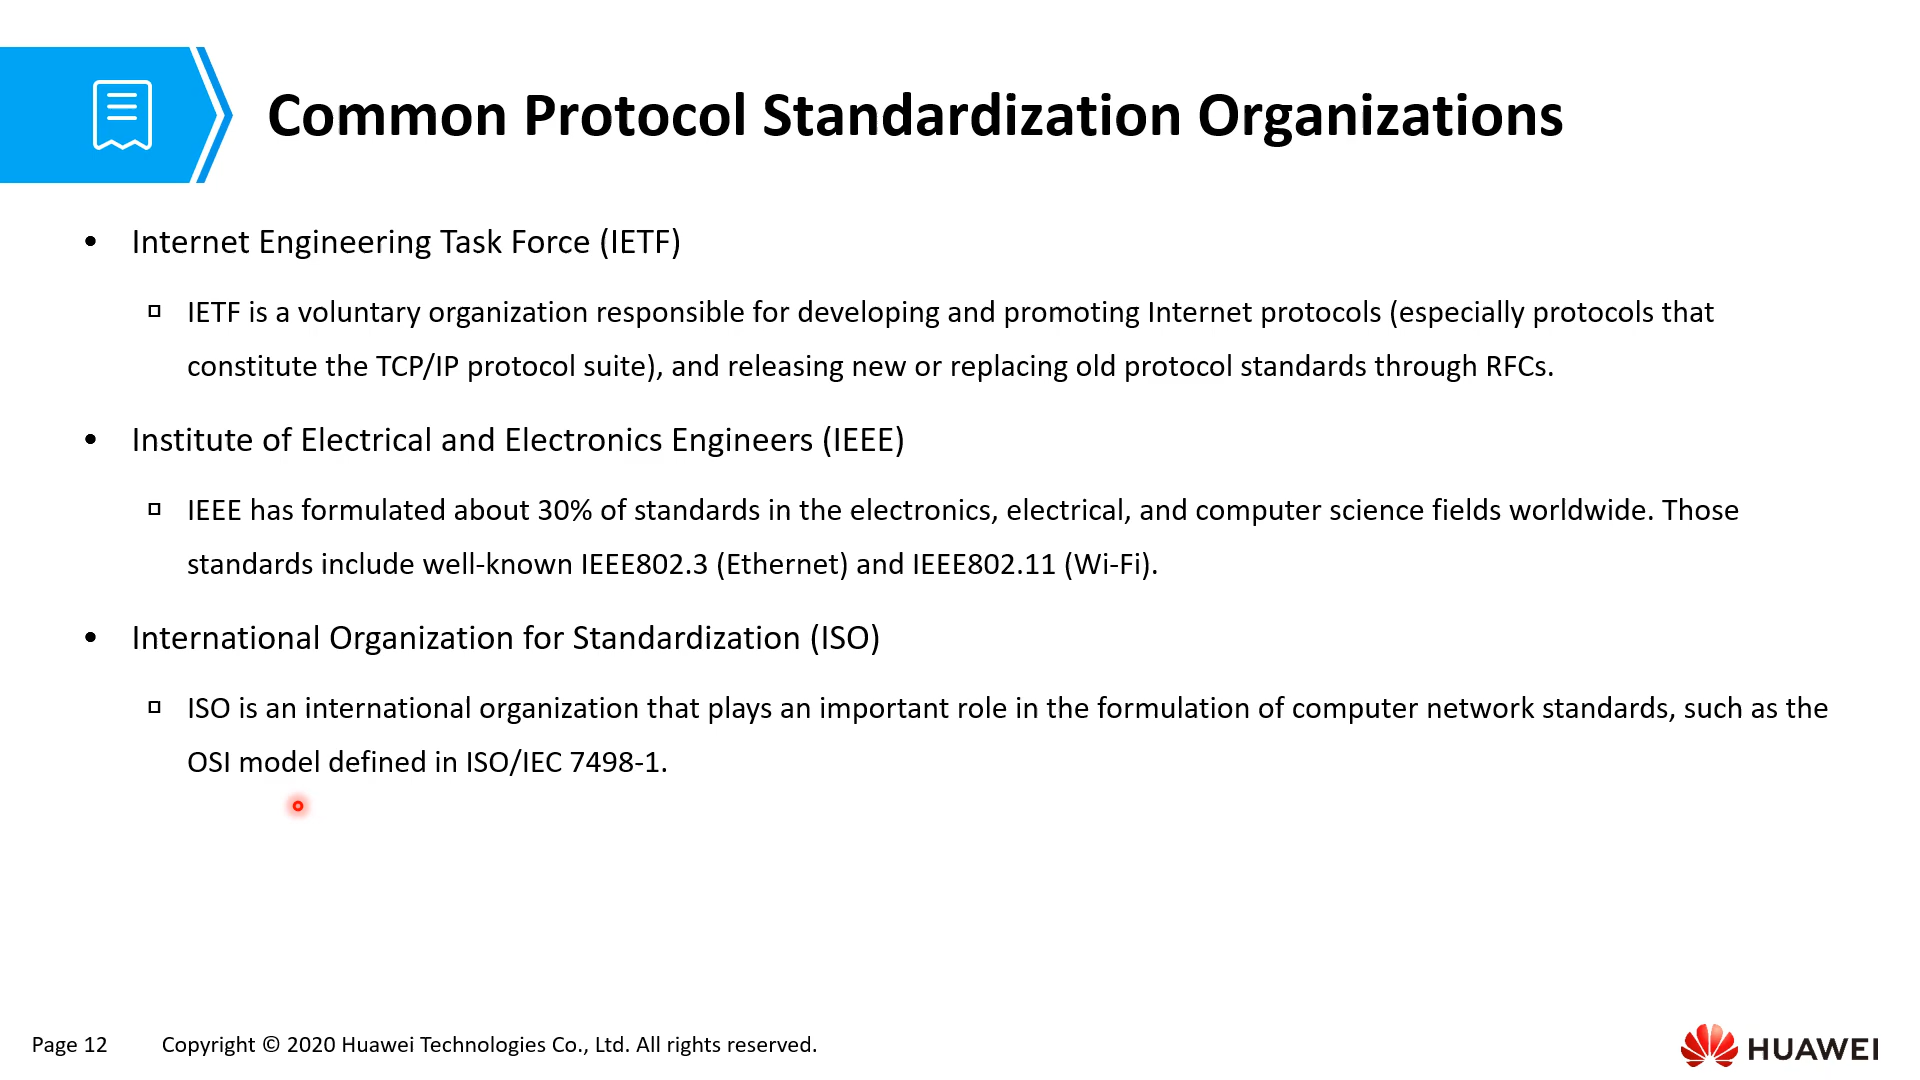 Common Protocol Standardization Organizations
• Internet Engineering Task Force (IETF)
▫ IETF is a voluntary organization responsible for developing and promoting Internet protocols (especially protocols that
constitute the TCP/IP protocol suite), and releasing new or replacing old protocol standards through RFCs.
• Institute of Electrical and Electronics Engineers (IEEE)
▫ IEEE has formulated about 30% of standards in the electronics, electrical, and computer science fields worldwide. Those
standards include well-known IEEE802.3 (Ethernet) and IEEE802.11 (Wi-Fi).
• International Organization for Standardization (ISO)
▫ ISO is an international organization that plays an important role in the formulation of computer network standards, such as the
OSI model defined in ISO/IEC 7498-1.
Page 12 Copyright © 2020 Huawei Technologies Co., Ltd. All rights reserved.
HUAWEI